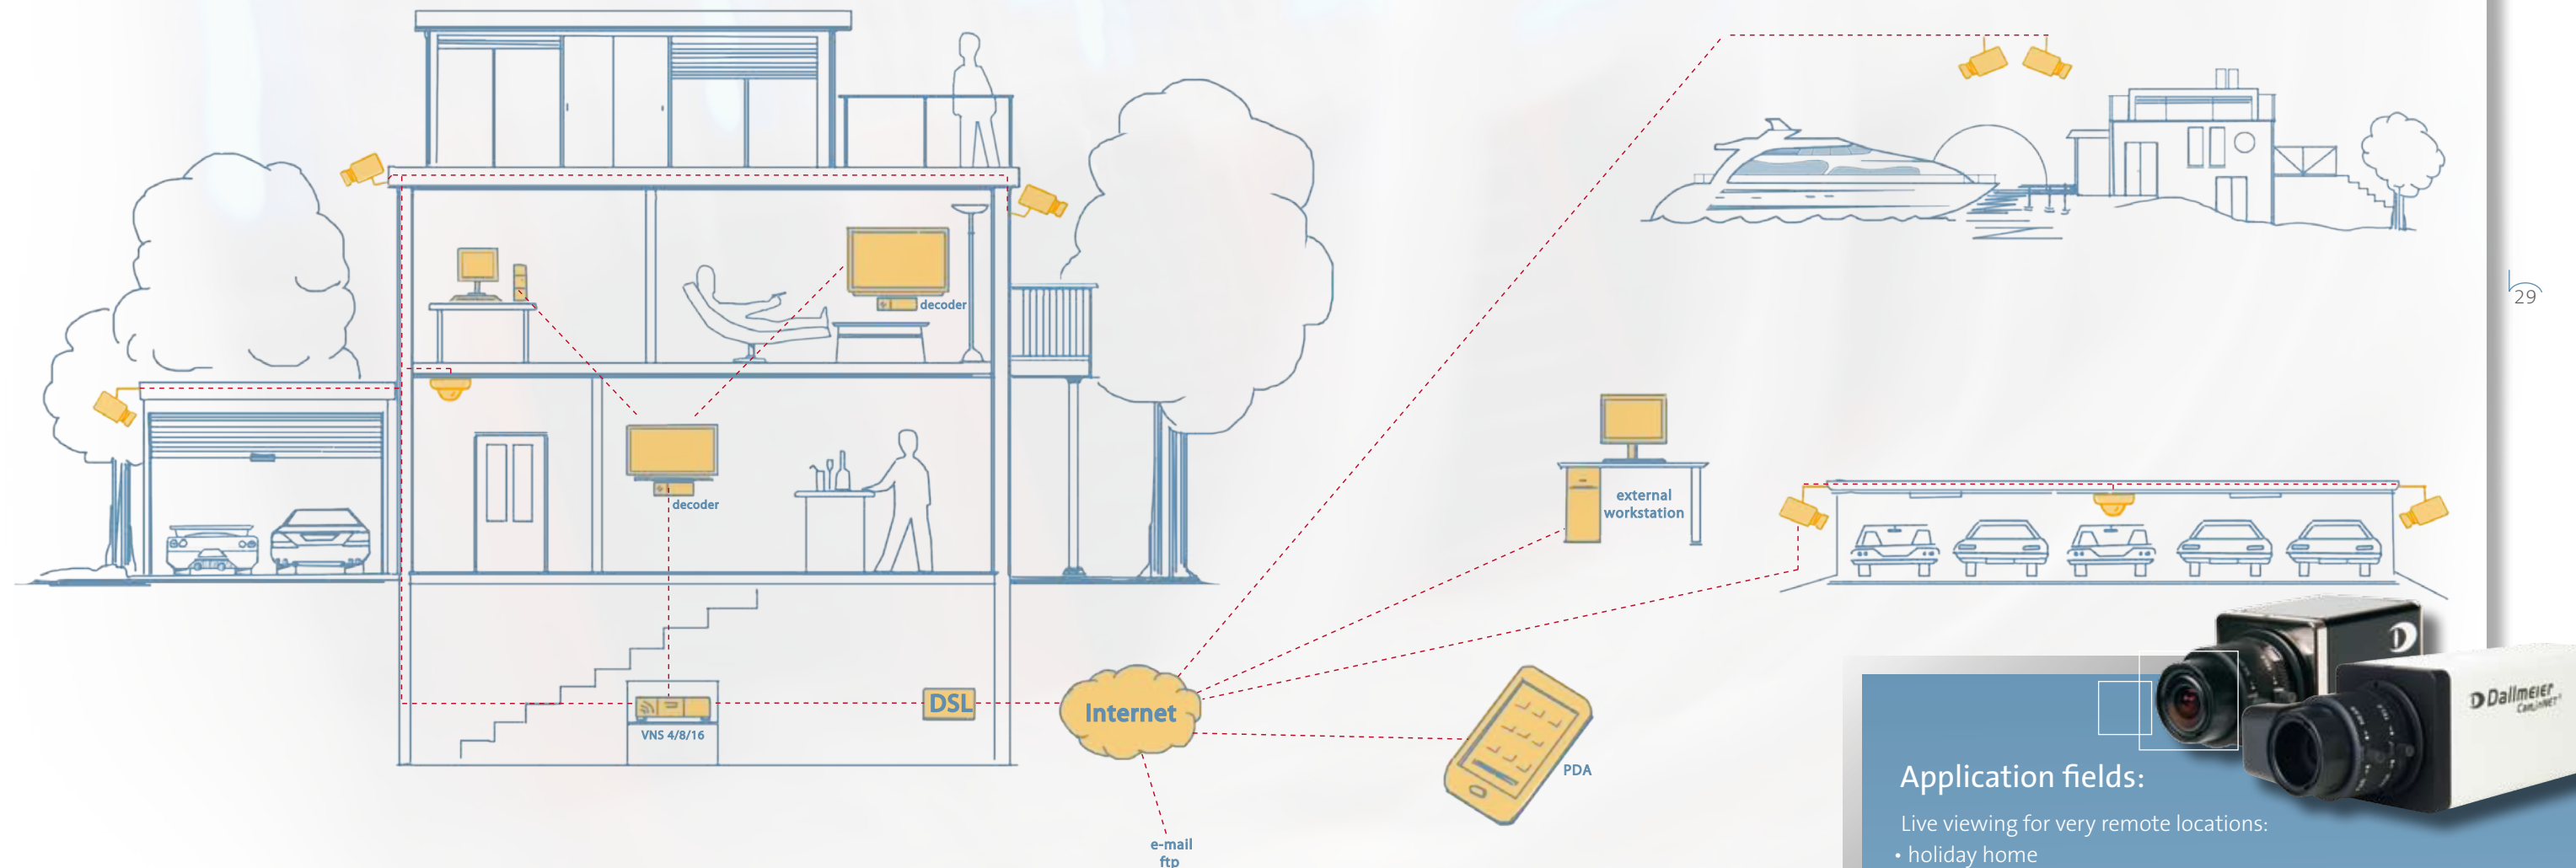 decoder
29
decoder
external
workstation
DSL
Internet
VNS 4/8/16
PDA
e-mail
ftp
Dallmeier
Cam_inNET®
Application fields:
Live viewing for very remote locations:
• holiday home